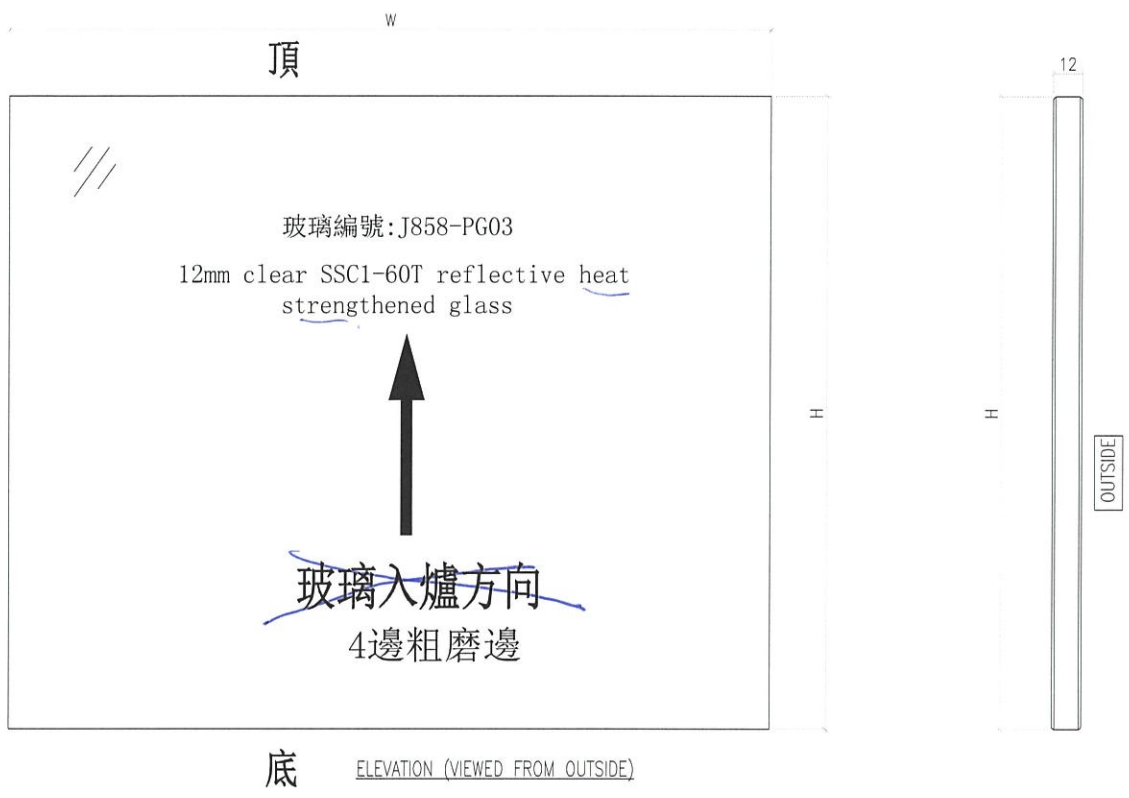 W
頂
12
玻璃編號:J858-PG03
12mm clear SSC1-60T reflective heat
strengthened glass
H
H
OUTSIDE
玻璃入爐方向
4邊粗磨邊
底
ELEVATION (VIEWED FROM OUTSIDE)